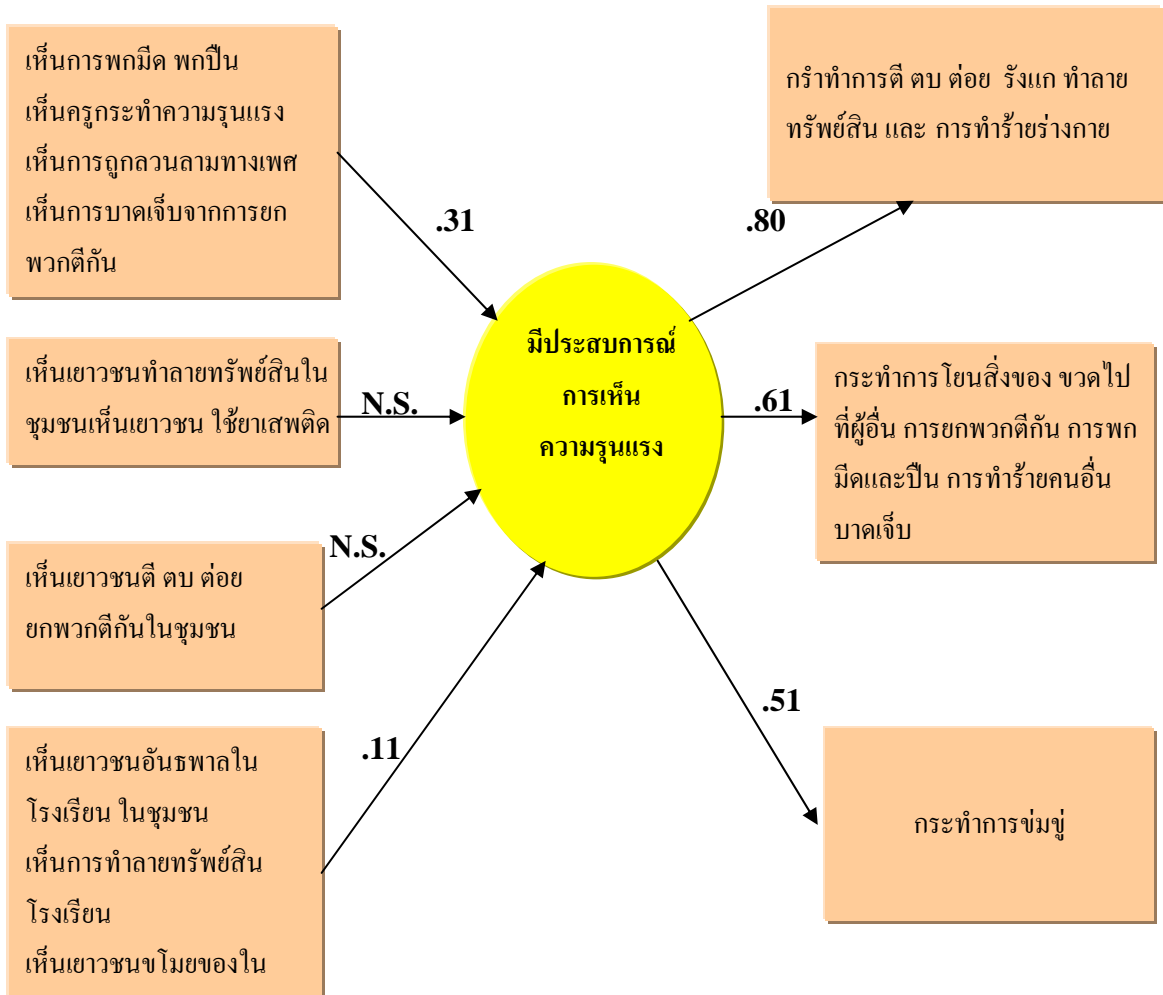 เห็นการพกมีด พกปืน
เห็นครูกระทำความรุนแรง
เห็นการถูกลวนลามทางเพศ
เห็นการบาดเจ็บจากการยก
พวกตีกัน
.31
เห็นเยาวชนทำลายทรัพย์สินใน
ชุมชนเห็นเยาวชน ใช้ยาเสพติด
N.S.
เห็นเยาวชนตี ตบ ต่อย
ยกพวกตีกันในชุมชน
N.S.
เห็นเยาวชนอันธพาลใน
โรงเรียน ในชุมชน
เห็นการทำลายทรัพย์สิน
โรงเรียน
เห็นเยาวชนขโมยของใน
.11
มีประสบการณ์
การเห็น
ความรุนแรง
.80
กรำทำการตี ตบ ต่อย รังแก ทำลาย
ทรัพย์สิน และ การทำร้ายร่างกาย
.61
กระทำการโยนสิ่งของ ขวดไป
ที่ผู้อื่น การยกพวกตีกัน การพก
มีดและปืน การทำร้ายคนอื่น
บาดเจ็บ
.51
กระทำการข่มขู่